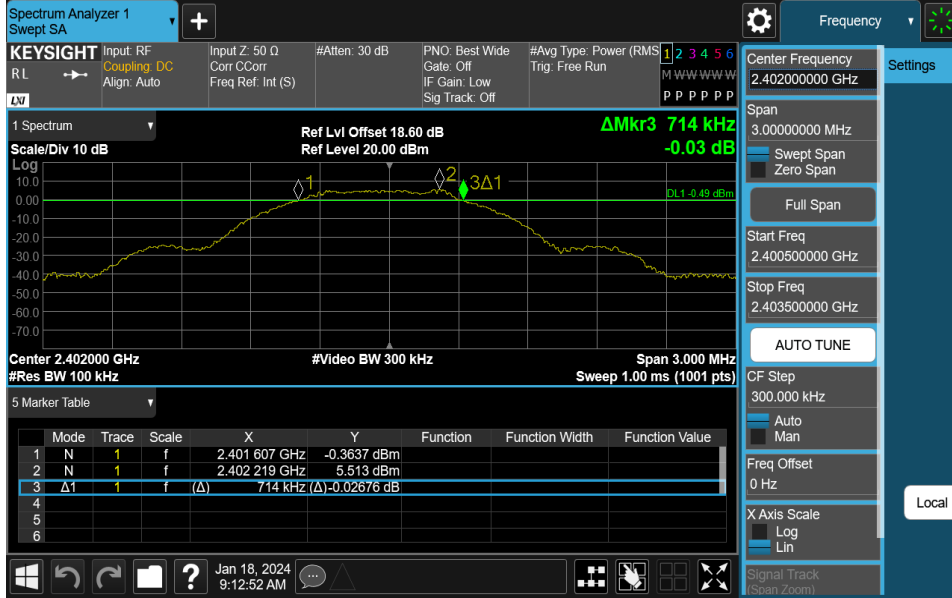 Spectrum Analyzer 1
Swept SA
+
Frequency
KEYSIGHT
R L
LXI
Input: RF
Coupling: DC
Align: Auto
Input Z: 50 Ω
Corr CCorr
Freq Ref: Int (S)
#Atten: 30 dB
PNO: Best Wide
Gate: Off
IF Gain: Low
Sig Track: Off
#Avg Type: Power (RMS
Trig: Free Run
1 2 3 4 5 6
M W W W W W
P P P P P P
1 Spectrum
Scale/Div 10 dB
Ref Lvl Offset 18.60 dB
Ref Level 20.00 dBm
ΔMkr3 714 kHz
-0.03 dB
Log
10.0
0.00
-10.0
-20.0
-30.0
-40.0
-50.0
-60.0
-70.0
1
2
3Δ1
DL1 -0.49 dBm
Center 2.402000 GHz
#Video BW 300 kHz
Span 3.000 MHz
#Res BW 100 kHz
Sweep 1.00 ms (1001 pts)
5 Marker Table
Mode Trace Scale X Y Function Function Width Function Value
1 N 1 f 2.401 607 GHz -0.3637 dBm
2 N 1 f 2.402 219 GHz 5.513 dBm
3 Δ1 1 f (Δ) 714 kHz (Δ) -0.02676 dB
4
5
6
?
Jan 18, 2024
9:12:52 AM
Center Frequency
2.402000000 GHz
Span
3.00000000 MHz
Swept Span
Zero Span
Full Span
Start Freq
2.400500000 GHz
Stop Freq
2.403500000 GHz
AUTO TUNE
CF Step
300.000 kHz
Auto
Man
Freq Offset
0 Hz
X Axis Scale
Log
Lin
Signal Track
(Span Zoom)
Settings
Local